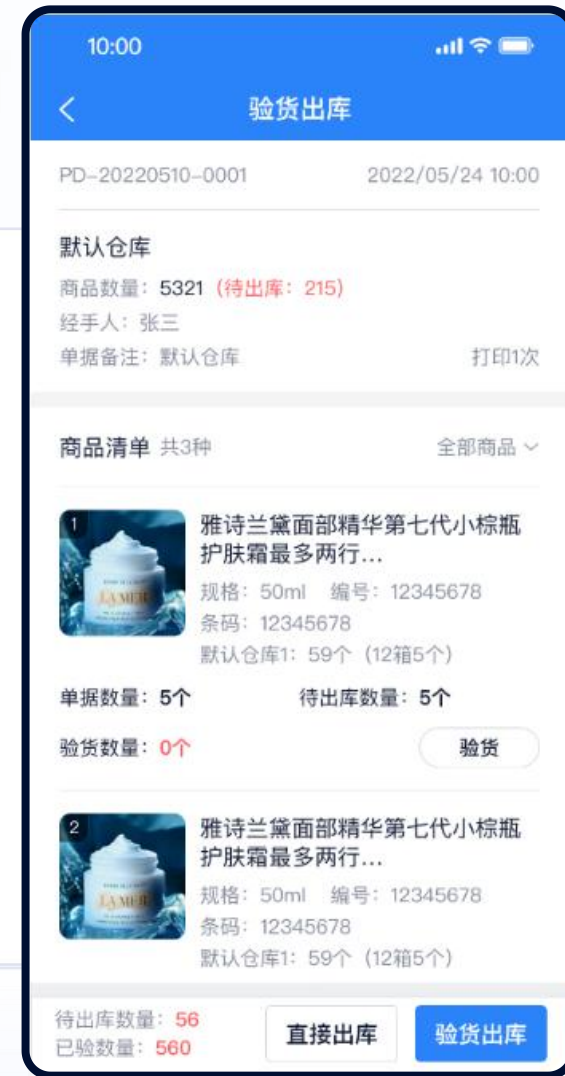 10:00
验货出库
PD-20220510-0001 2022/05/24 10:00
默认仓库
商品数量：5321（待出库：215）
经手人：张三
单据备注：默认仓库 打印1次
商品清单 共3种 全部商品
1
雅诗兰黛面部精华第七代小棕瓶
护肤霜最多两行...
规格：50ml 编号：12345678
条码：12345678
默认仓库1：59个（12箱5个）
LA MER
单据数量：5个 待出库数量：5个
验货数量：0个 验货
2
雅诗兰黛面部精华第七代小棕瓶
护肤霜最多两行...
规格：50ml 编号：12345678
条码：12345678
默认仓库1：59个（12箱5个）
LA MER
待出库数量：56
已验数量：560
直接出库 验货出库